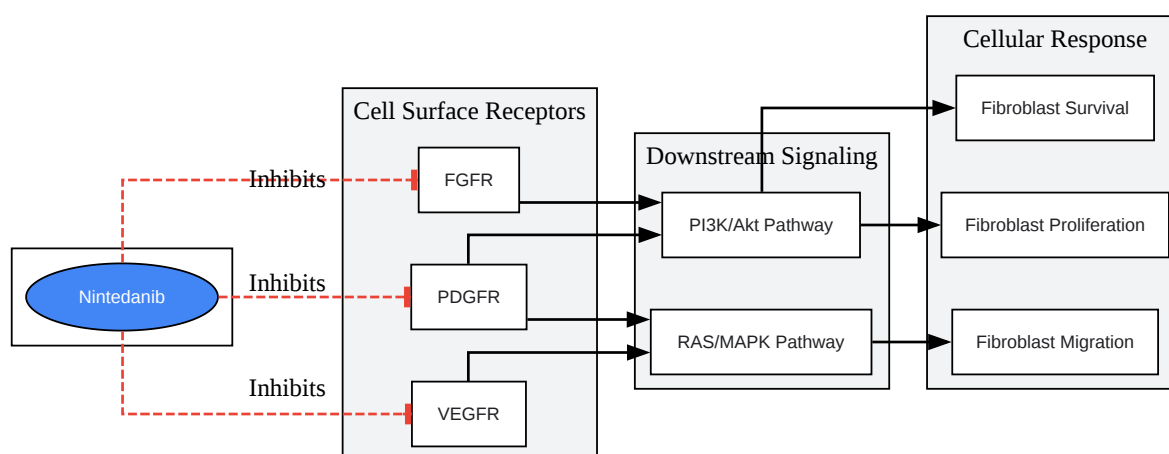 Cellular Response
Fibroblast Survival
Cell Surface Receptors
Downstream Signaling
Inhibits
FGFR
PI3K/Akt Pathway
Fibroblast Proliferation
Nintedanib
Inhibits
PDGFR
RAS/MAPK Pathway
Fibroblast Migration
Inhibits
VEGFR